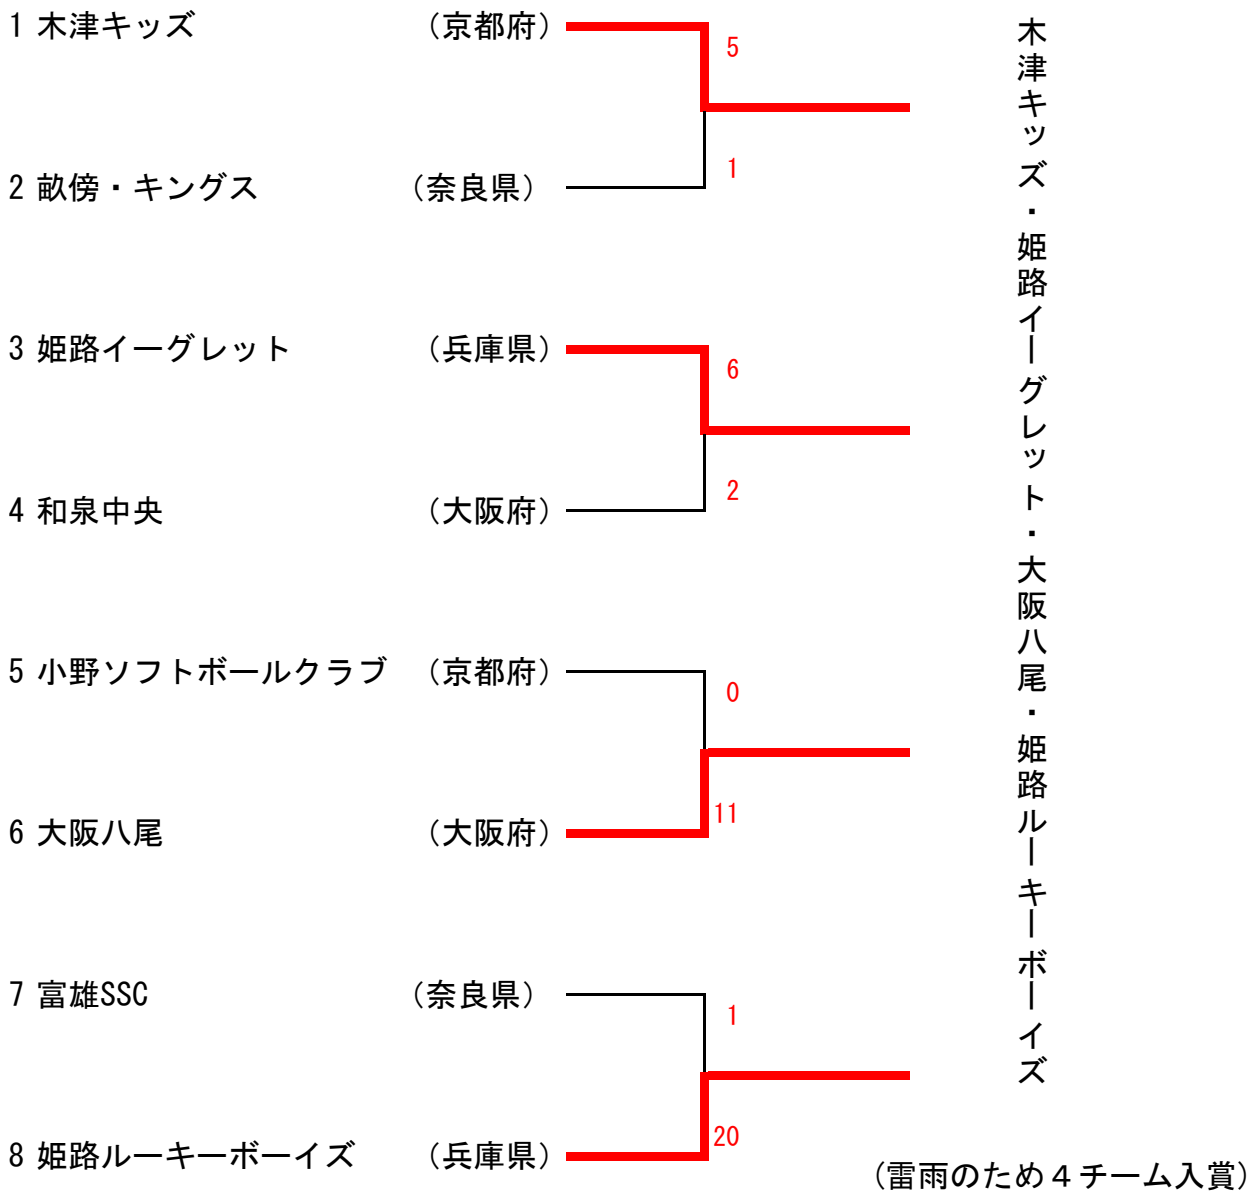 1 木津キッズ （京都府）
5
1
2 畝傍・キングス （奈良県）
3 姫路イーグレット （兵庫県）
6
2
4 和泉中央 （大阪府）
5 小野ソフトボールクラブ （京都府）
0
11
6 大阪八尾 （大阪府）
7 富雄SSC （奈良県）
1
20
8 姫路ルーキーボーイズ （兵庫県）
木津キッズ・姫路イーグレット・大阪八尾・姫路ルーキーボーイズ
（雷雨のため４チーム入賞）